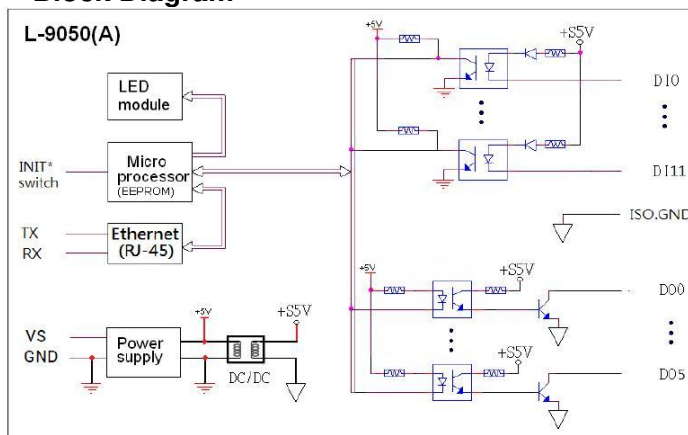 Block Diagram
L-9050(A)
+5V
+S5V
LED
module
DI0
INIT*
switch
Micro
processor
(EEPROM)
+5V
DI11
TX
RX
Ethernet
(RJ-45)
ISO.GND
+5V
+S5V
DO0
VS
GND
Power
supply
+5V
+S5V
DC/DC
+S5V
DO5